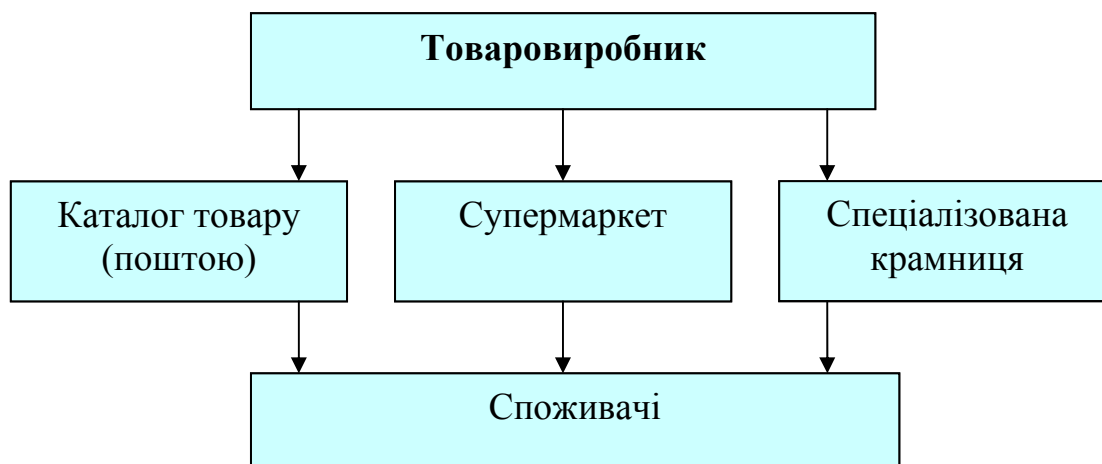 Товаровиробник
Каталог товару
(поштою)
Супермаркет
Спеціалізована
крамниця
Споживачі